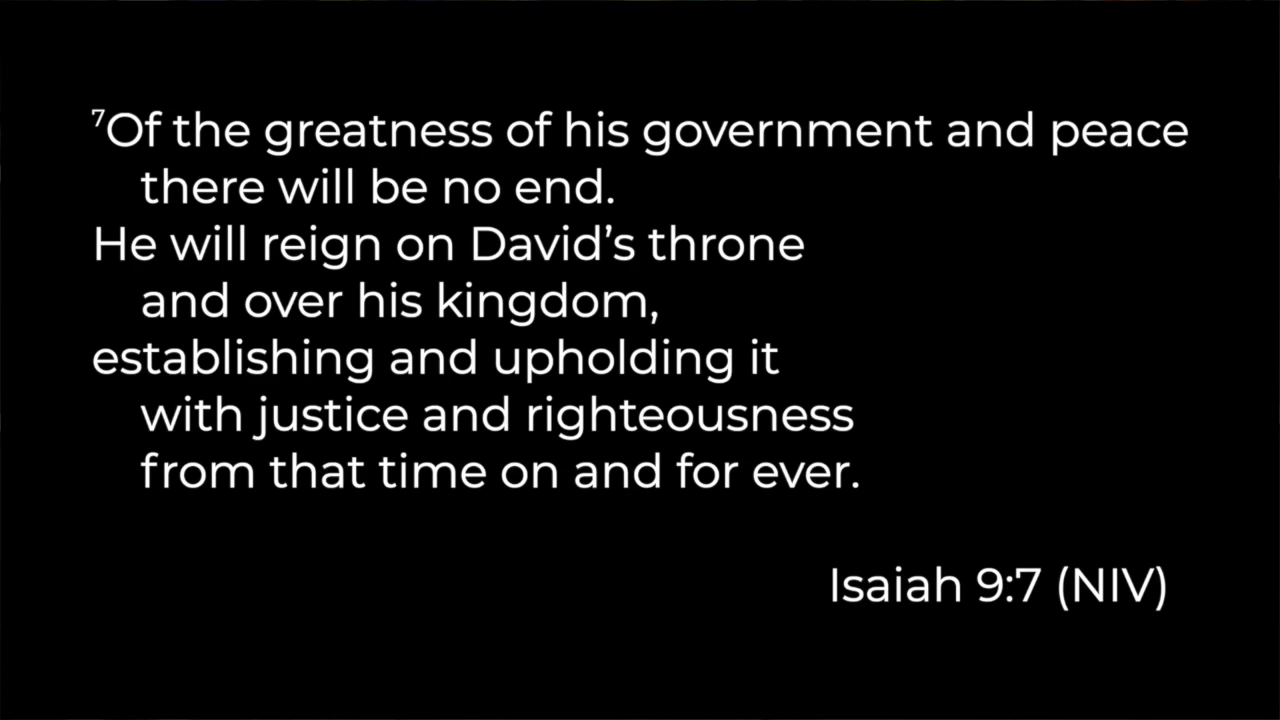 ⁷Of the greatness of his government and peace
there will be no end.
He will reign on David’s throne
and over his kingdom,
establishing and upholding it
with justice and righteousness
from that time on and for ever.
Isaiah 9:7 (NIV)